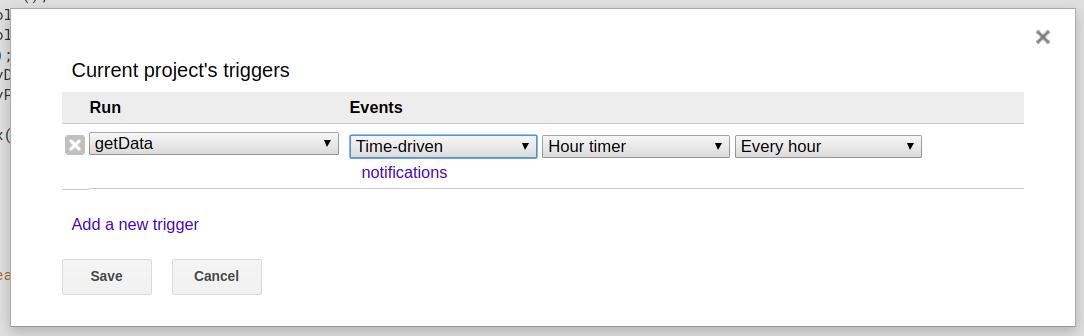 Current project's triggers
Run Events
getData Time-driven Hour timer Every hour
notifications
Add a new trigger
Save Cancel